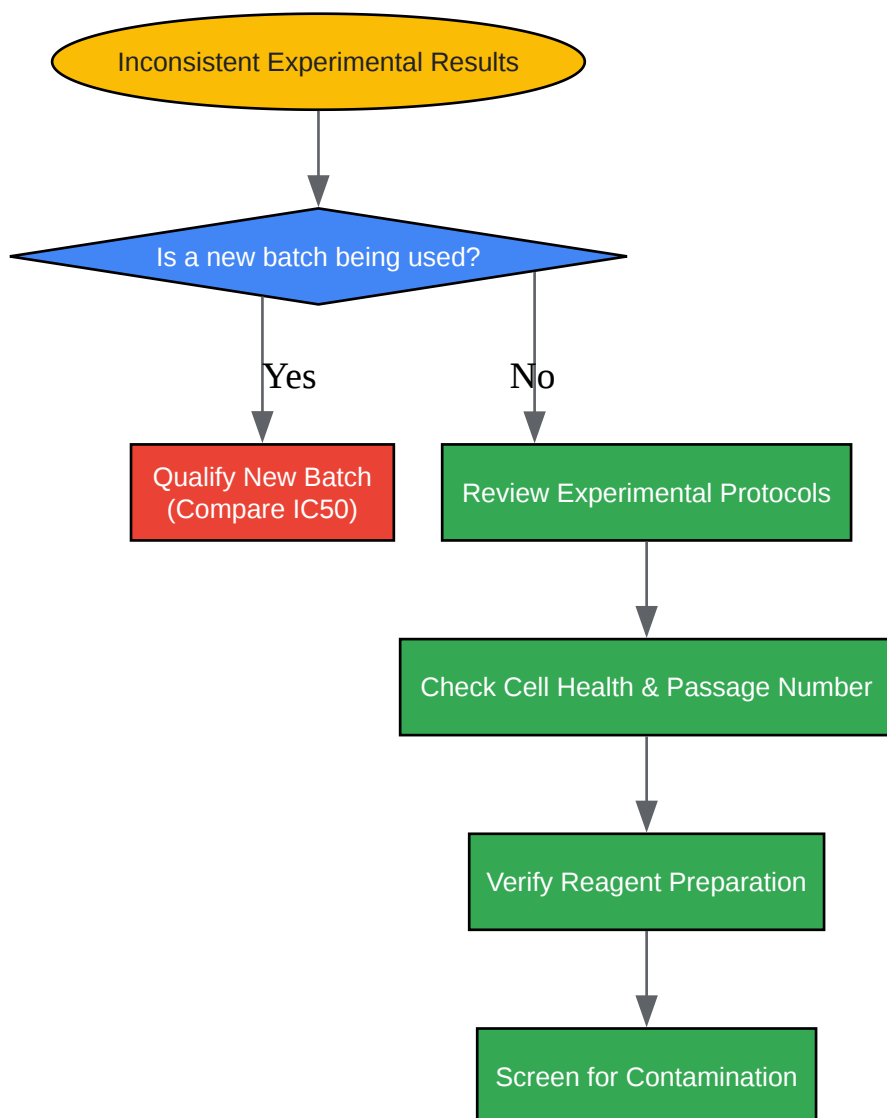 Inconsistent Experimental Results
Is a new batch being used?
Yes
No
Qualify New Batch
(Compare IC50)
Review Experimental Protocols
Check Cell Health & Passage Number
Verify Reagent Preparation
Screen for Contamination